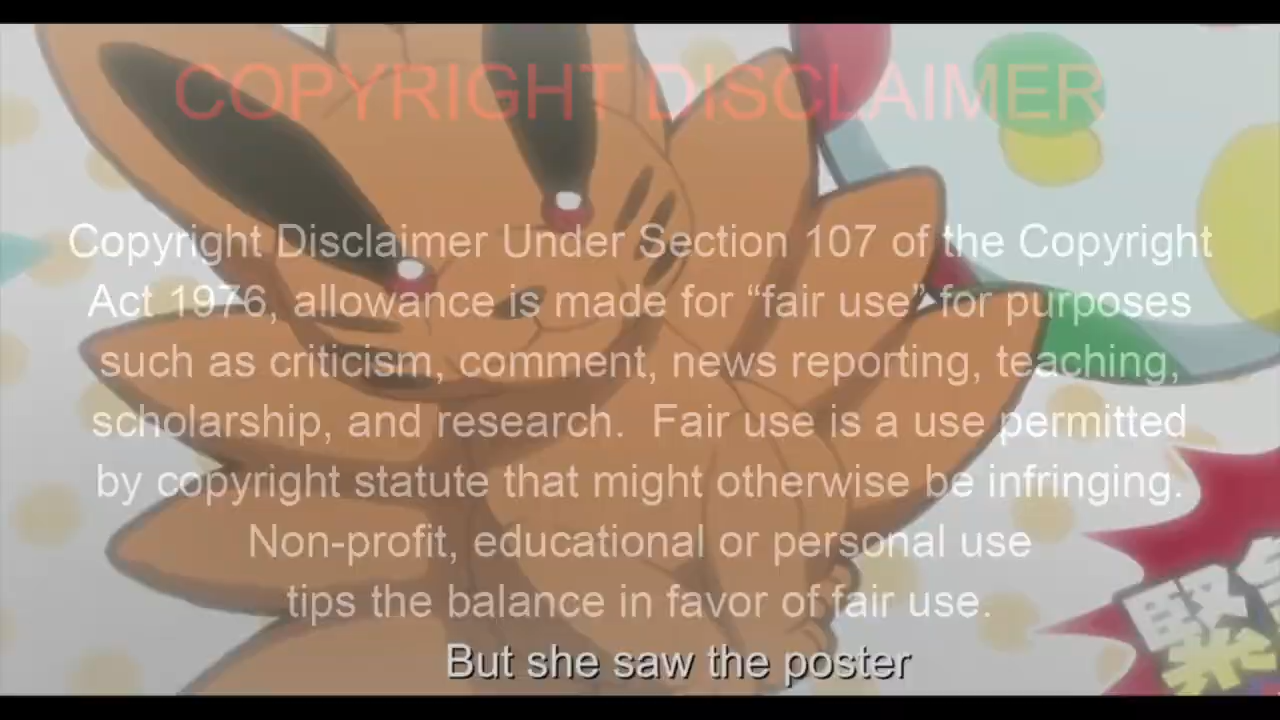 COPYRIGHT DISCLAIMER
Copyright Disclaimer Under Section 107 of the Copyright
Act 1976, allowance is made for “fair use” for purposes
such as criticism, comment, news reporting, teaching,
scholarship, and research.  Fair use is a use permitted
by copyright statute that might otherwise be infringing.
Non-profit, educational or personal use
tips the balance in favor of fair use.
But she saw the poster
緊急